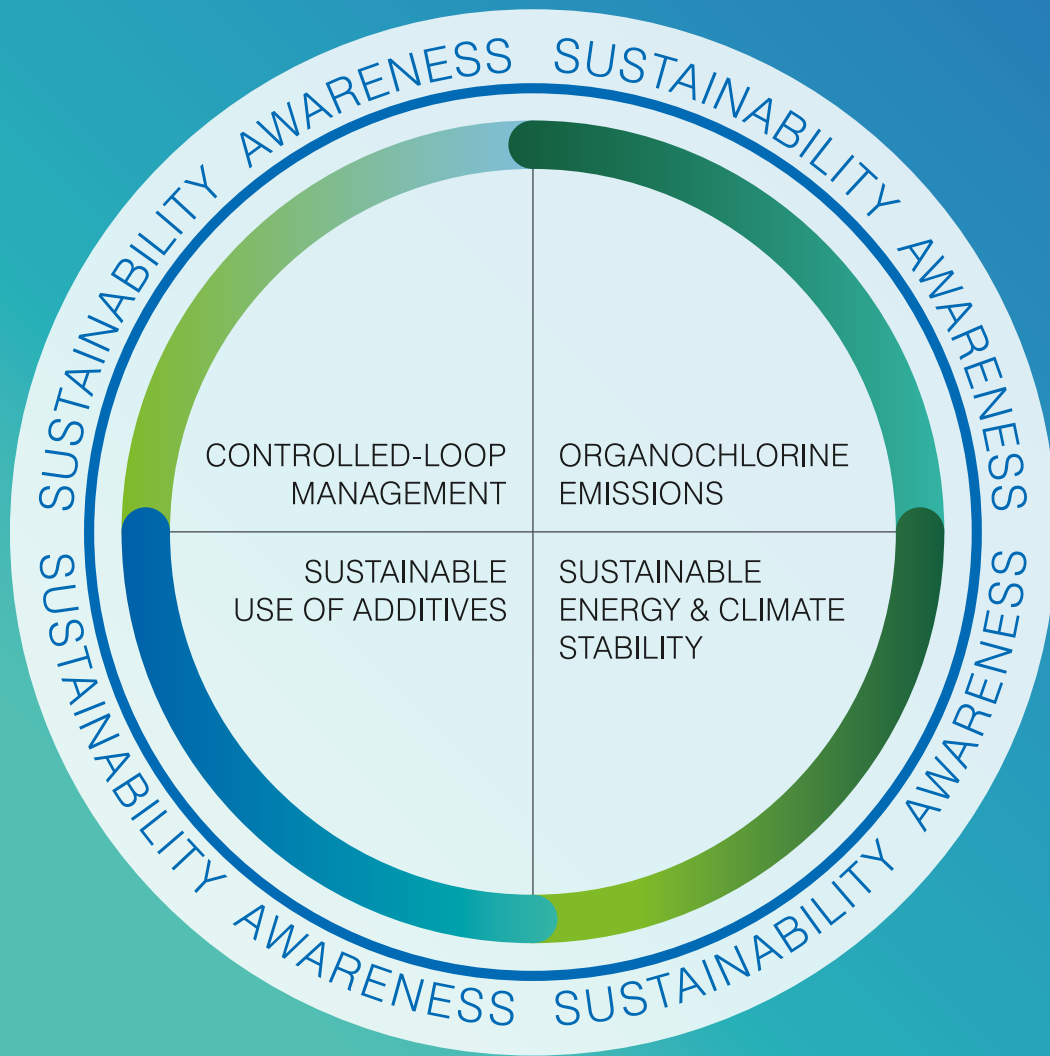 SUSTAINABILITY AWARENESS
SUSTAINABILITY AWARENESS
CONTROLLED-LOOP
MANAGEMENT
ORGANOCHLORINE
EMISSIONS
SUSTAINABLE
USE OF ADDITIVES
SUSTAINABLE
ENERGY & CLIMATE
STABILITY
SUSTAINABILITY AWARENESS
SUSTAINABILITY AWARENESS